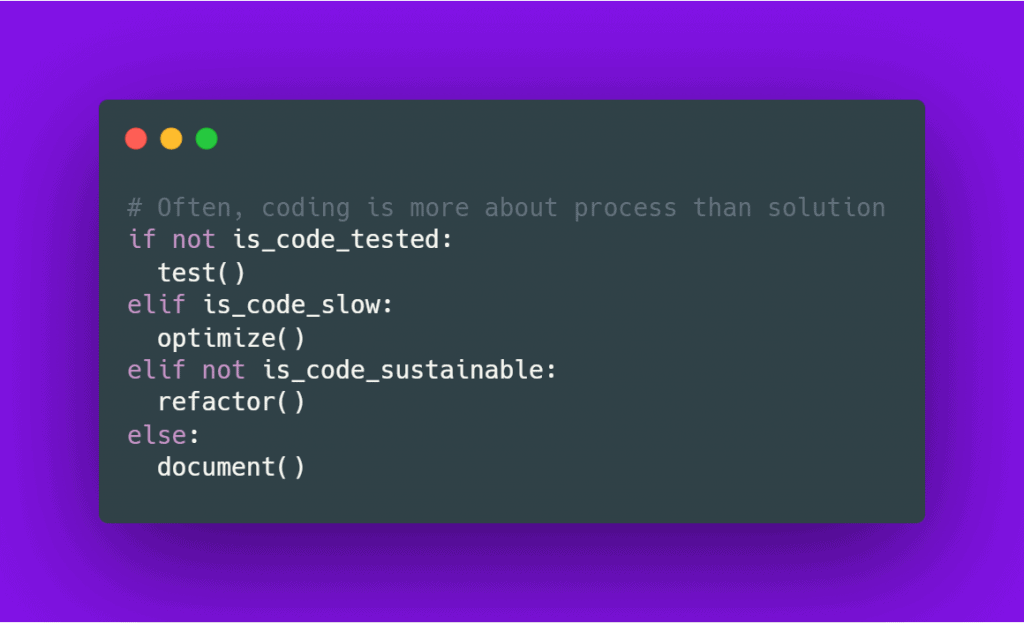 # Often, coding is more about process than solution
if not is_code_tested:
  test()
elif is_code_slow:
  optimize()
elif not is_code_sustainable:
  refactor()
else:
  document()